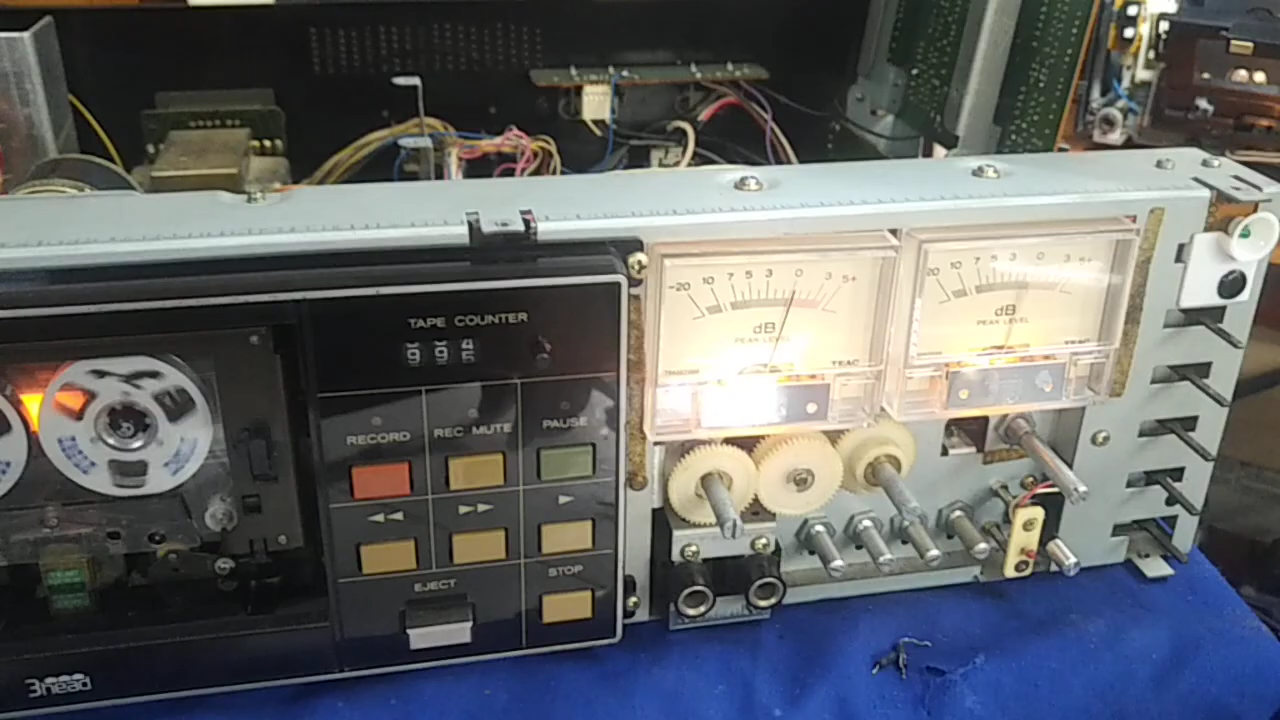 TAPE COUNTER
994
RECORD
REC MUTE
PAUSE
EJECT
STOP
3head
-20 10 7 5 3 0 3 5+
dB
PEAK LEVEL
TEAC
20 10 7 5 3 0 3 5+
dB
PEAK LEVEL
TEAC